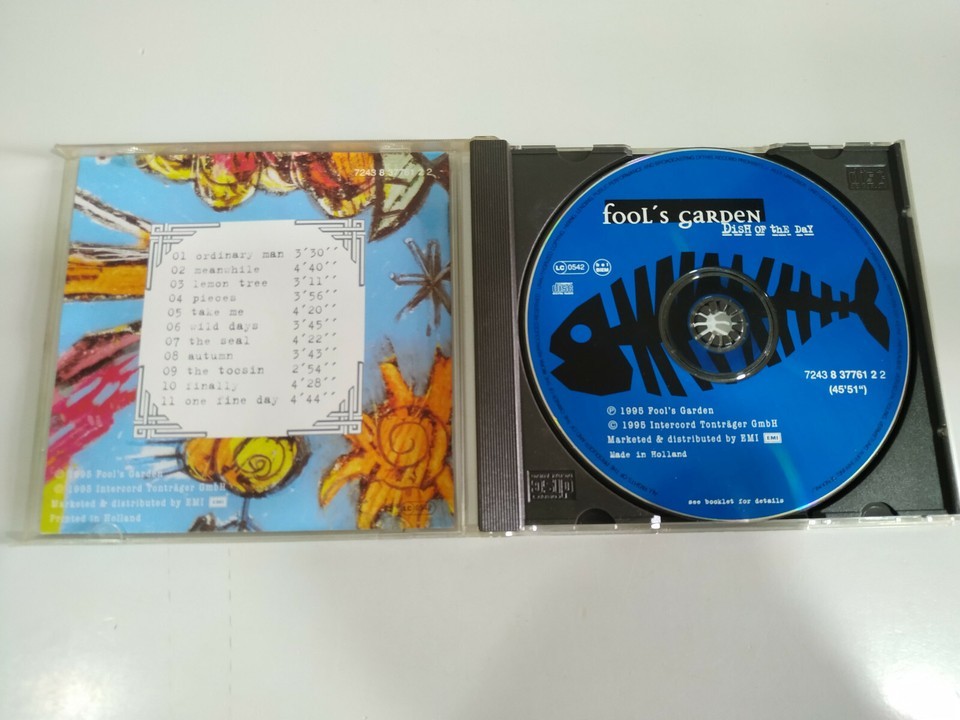 7243 8 37761 2 2
01 ordinary man 3'30''
02 meanwhile 4'40''
03 lemon tree 3'11''
04 pieces 3'56''
05 take me 4'20''
06 wild days 3'45''
07 the seal 4'22''
08 autumn 3'43''
09 the tocsin 2'54''
10 finally 4'28''
11 one fine day 4'44''
℗ 1995 Fool's Garden
© 1995 Intercord Tonträger GmbH
Marketed & distributed by EMI EMI
Printed in Holland
fool's garden
Dish of the Day
LC 0542
7243 8 37761 2 2
(45'51")
℗ 1995 Fool's Garden
© 1995 Intercord Tonträger GmbH
Marketed & distributed by EMI EMI
Made in Holland
see booklet for details